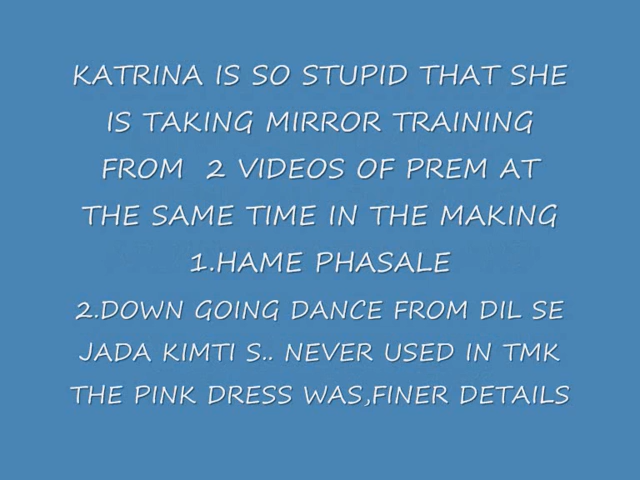 KATRINA IS SO STUPID THAT SHE
IS TAKING MIRROR TRAINING
FROM 2 VIDEOS OF PREM AT
THE SAME TIME IN THE MAKING
1.HAME PHASALE
2.DOWN GOING DANCE FROM DIL SE
JADA KIMTI S.. NEVER USED IN TMK
THE PINK DRESS WAS,FINER DETAILS